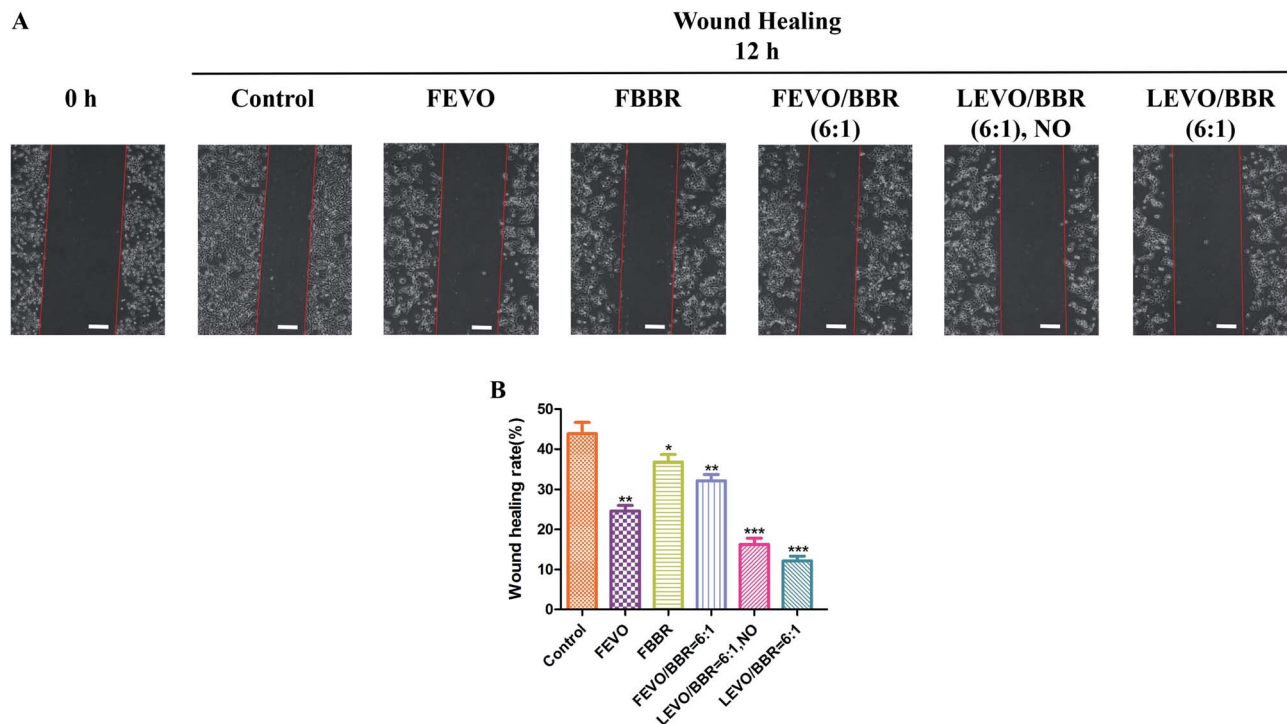 A
Wound Healing
12 h
0 h
Control
FEVO
FBBR
FEVO/BBR
(6:1)
LEVO/BBR
(6:1), NO
LEVO/BBR
(6:1)
B
Wound healing rate(%)
50
40
30
20
10
0
**
*
**
***
***
Control
FEVO
FBBR
FEVO/BBR=6:1
LEVO/BBR=6:1,NO
LEVO/BBR=6:1